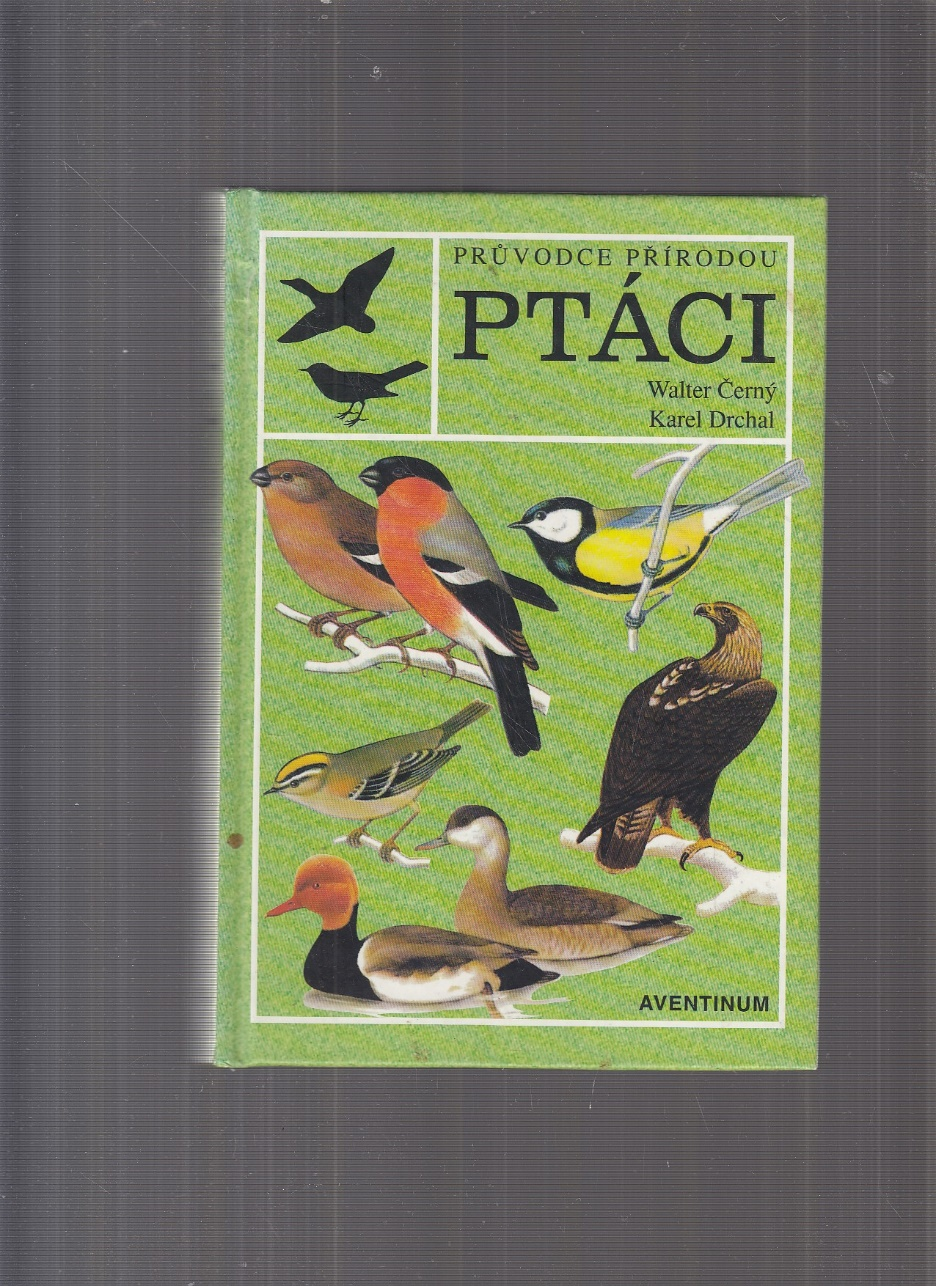 PRŮVODCE PŘÍRODOU
PTÁCI
Walter Černý
Karel Drchal
AVENTINUM